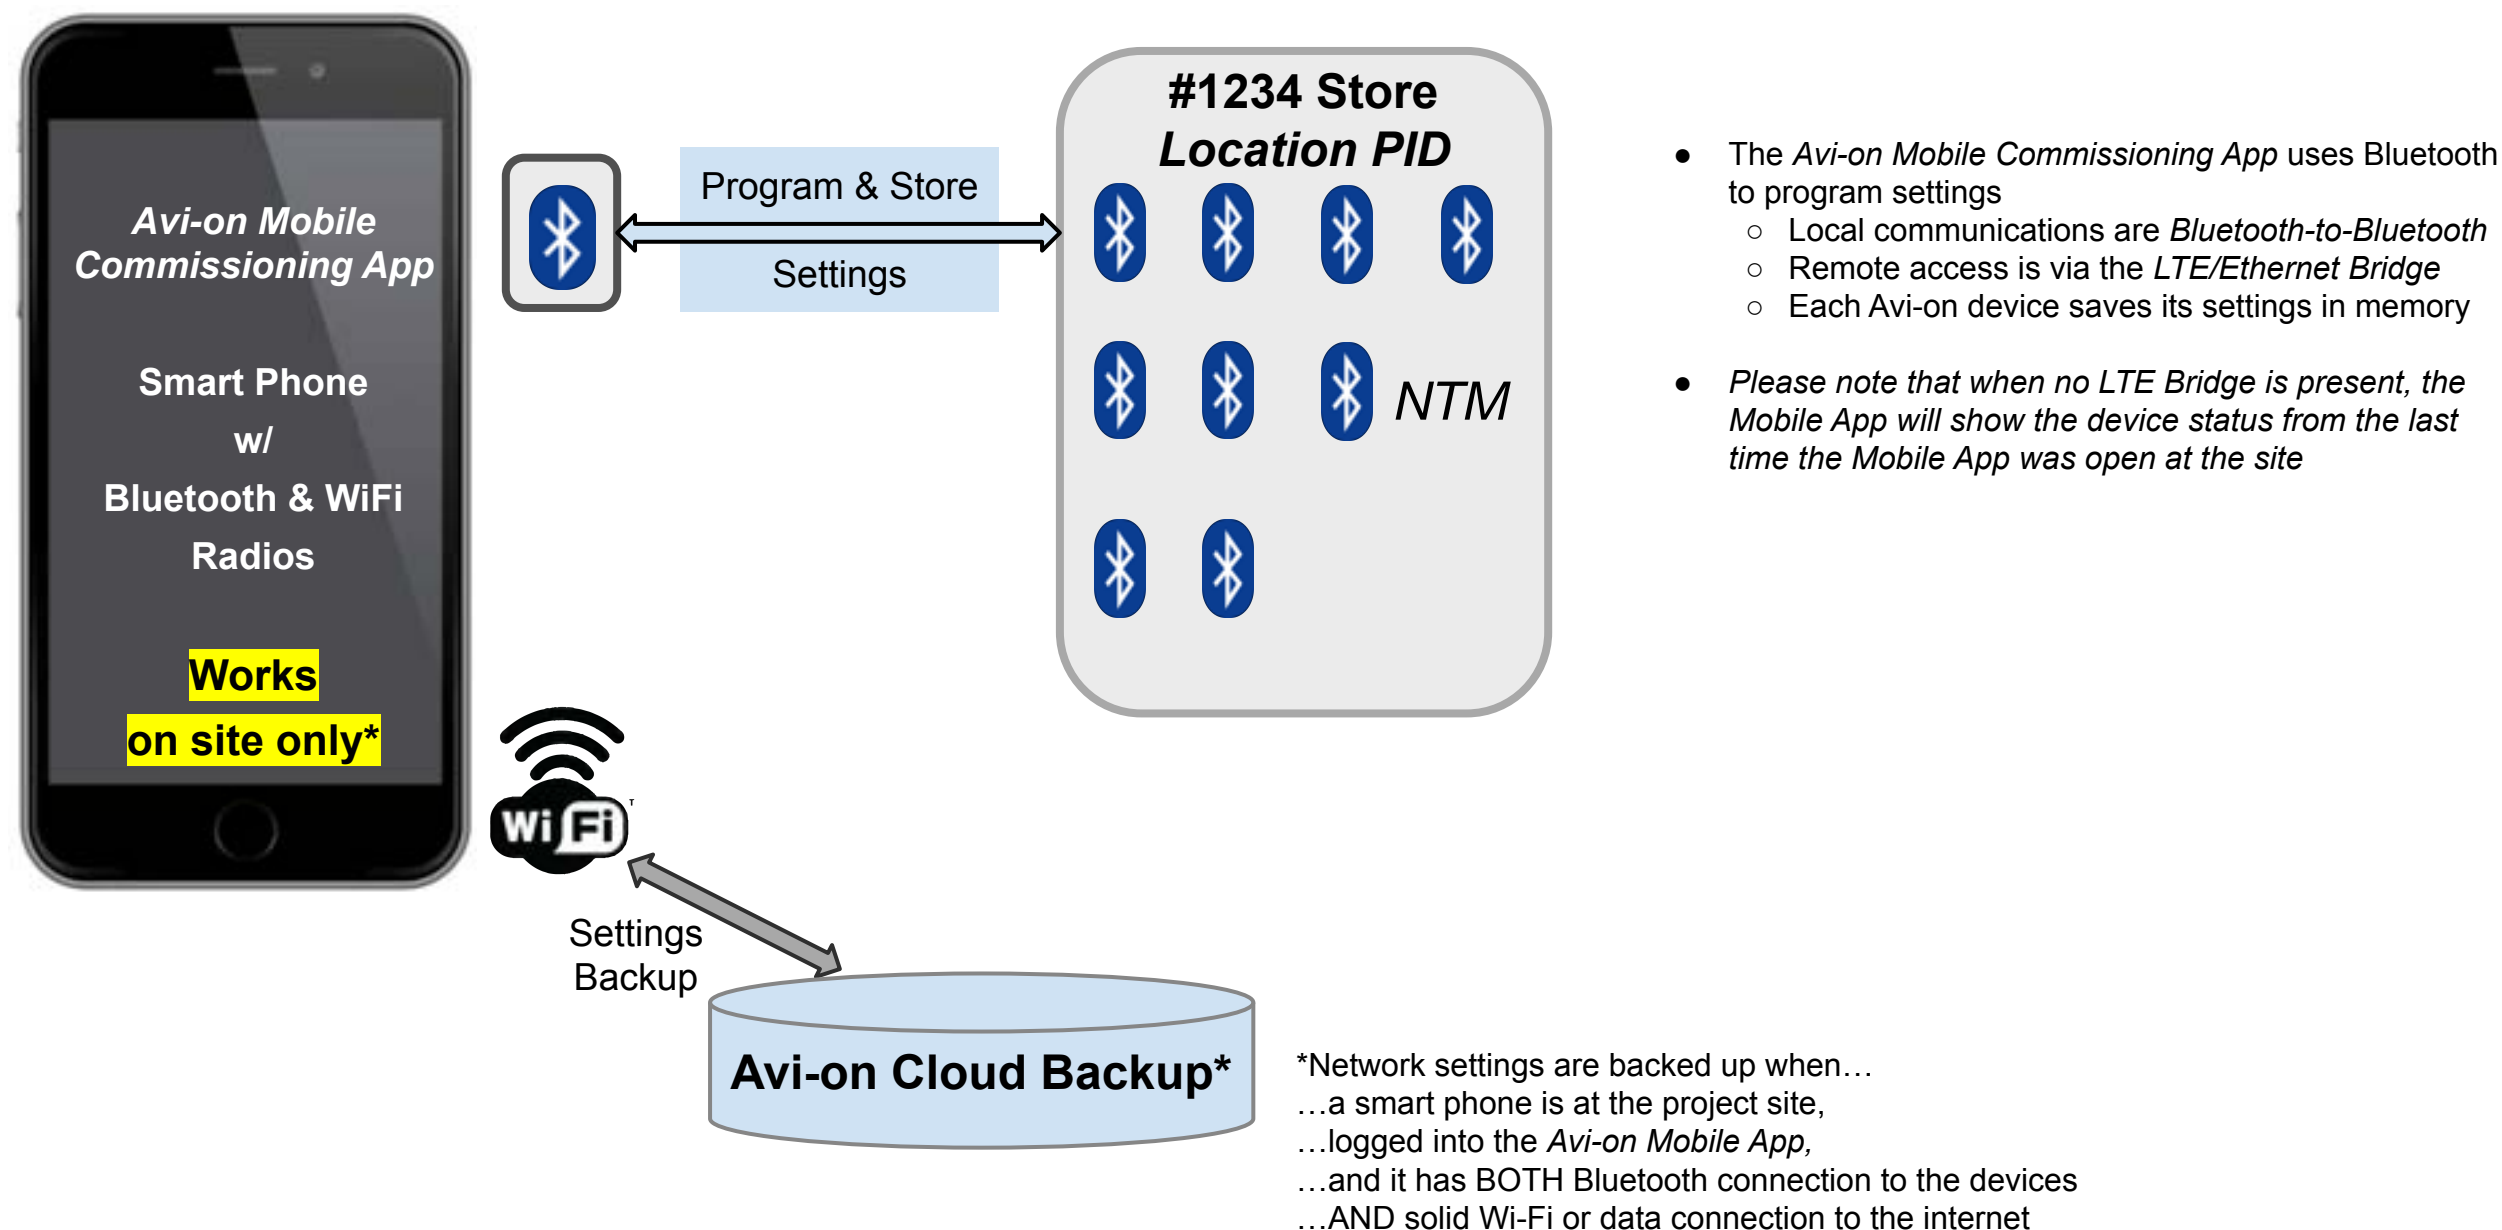 Avi-on Mobile
Commissioning App
Smart Phone
w/
Bluetooth & WiFi
Radios
Works
on site only*
Program & Store
Settings
#1234 Store
Location PID
NTM
● The Avi-on Mobile Commissioning App uses Bluetooth
to program settings
○ Local communications are Bluetooth-to-Bluetooth
○ Remote access is via the LTE/Ethernet Bridge
○ Each Avi-on device saves its settings in memory
● Please note that when no LTE Bridge is present, the
Mobile App will show the device status from the last
time the Mobile App was open at the site
Wi Fi
Settings
Backup
Avi-on Cloud Backup*
*Network settings are backed up when…
…a smart phone is at the project site,
…logged into the Avi-on Mobile App,
…and it has BOTH Bluetooth connection to the devices
…AND solid Wi-Fi or data connection to the internet